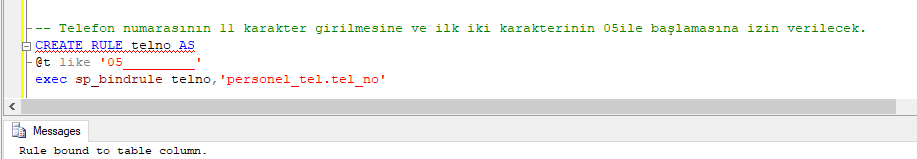 -- Telefon numarasının 11 karakter girilmesine ve ilk iki karakterinin 05ile başlamasına izin verilecek.
CREATE RULE telno AS
@t like '05_________'
exec sp_bindrule telno,'personel_tel.tel_no'
Messages
Rule bound to table column.